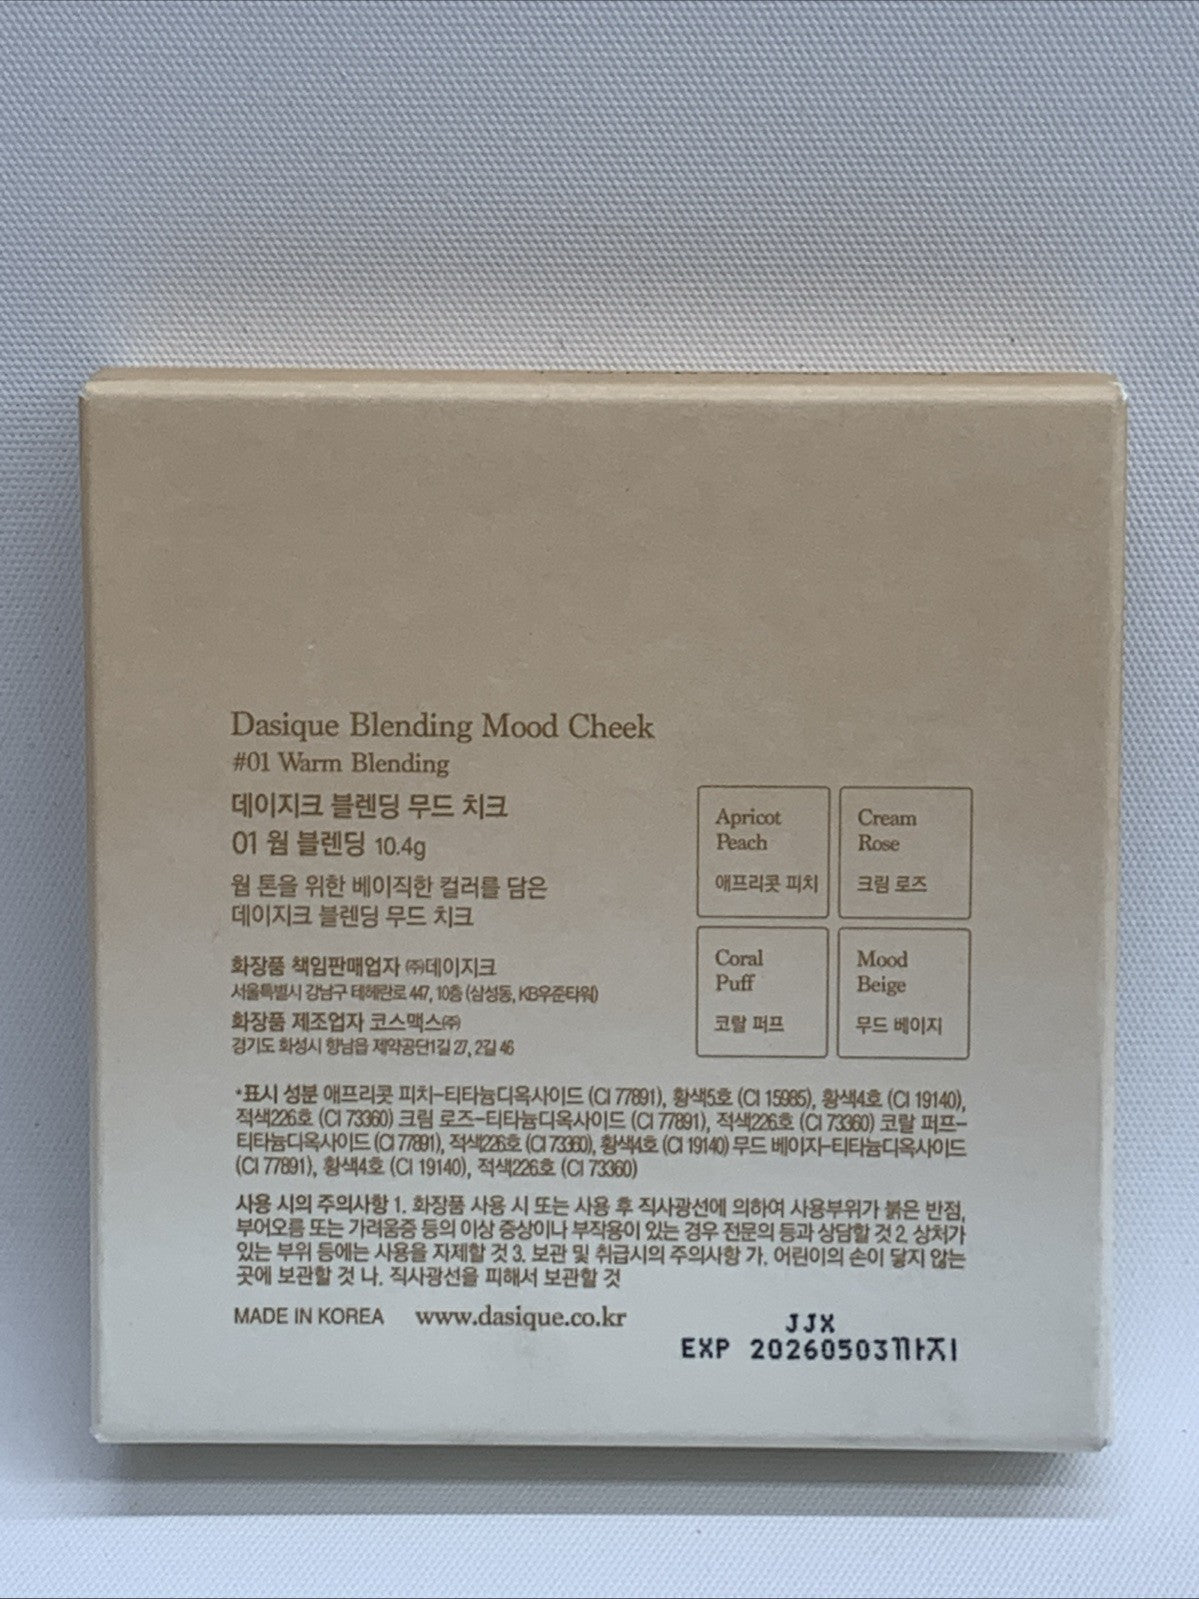 Dasique Blending Mood Cheek
#01 Warm Blending
데이지크 블렌딩 무드 치크
01 웜 블렌딩 10.4g
웜 톤을 위한 베이직한 컬러를 담은
데이지크 블렌딩 무드 치크
화장품 책임판매업자 ㈜데이지크
서울특별시 강남구 테헤란로 447, 10층 (삼성동, KB우준타워)
화장품 제조업자 코스맥스㈜
경기도 화성시 향남읍 제약공단1길 27, 2길 46
Apricot
Peach
애프리콧 피치
Cream
Rose
크림 로즈
Coral
Puff
코랄 퍼프
Mood
Beige
무드 베이지
*표시 성분 애프리콧 피치-티타늄디옥사이드 (CI 77891), 황색5호 (CI 15985), 황색4호 (CI 19140),
적색226호 (CI 73360) 크림 로즈-티타늄디옥사이드 (CI 77891), 적색226호 (CI 73360) 코랄 퍼프-
티타늄디옥사이드 (CI 77891), 적색226호 (CI 73360), 황색4호 (CI 19140) 무드 베이지-티타늄디옥사이드
(CI 77891), 황색4호 (CI 19140), 적색226호 (CI 73360)
사용 시의 주의사항 1. 화장품 사용 시 또는 사용 후 직사광선에 의하여 사용부위가 붉은 반점,
부어오름 또는 가려움증 등의 이상 증상이나 부작용이 있는 경우 전문의 등과 상담할 것 2. 상처가
있는 부위 등에는 사용을 자제할 것 3. 보관 및 취급시의 주의사항 가. 어린이의 손이 닿지 않는
곳에 보관할 것 나. 직사광선을 피해서 보관할 것
MADE IN KOREA www.dasique.co.kr
JJX
EXP 20260503까지